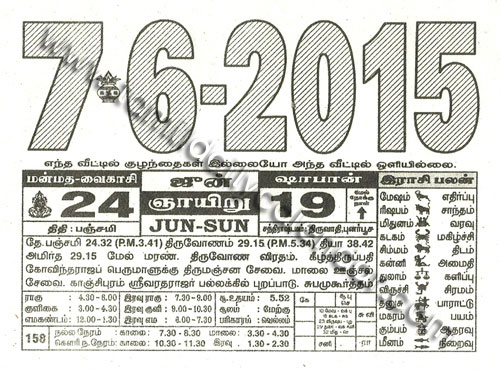 7-6-2015
எந்த வீட்டில் குழந்தைகள் இல்லையோ அந்த வீட்டில் ஒளியில்லை.
மன்மத-வைகாசி ஜூன் ஷாபான் மேல் நோக்கு நாள் இராசி பலன்
24 ஞாயிறு 19
திதி : பஞ்சமி JUN-SUN சந்திராஷ்டமம்: திருவாதி,புனர்பூச
தே.பஞ்சமி 24.32 (P.M.3.41) திருவோணம் 29.15 (P.M.5.34) தியா 38.42
அமிர்த 29.15 மேல் மரண. திருவோண விரதம். கீழ்த்திருப்பதி
கோவிந்தராஜப் பெருமாளுக்கு திருமஞ்சன சேவை. மாலை ஆண்டாள்
சேவை. காஞ்சிபுரம் ஸ்ரீவரதராஜர் பல்லக்கில் புறப்பாடு. சுபமுகூர்த்தம்
மேஷம் எதிர்ப்பு
ரிஷபம் சாந்தம்
மிதுனம் வரவு
கடகம் மகிழ்ச்சி
சிம்மம் உதவி
கன்னி அமைதி
துலாம்
விருச்சி
தனுசு பாராட்டு
மகரம் பயம்
கும்பம் ஆதரவு
மீனம் நிறைவு
ராகு 4.30-6.00 இரவு ராகு : 7.30-9.00 சூ.உதயம் : 5.52
குளிகை : 3.00-4.30 இரவு குளி : 9.00-10.30 சூலம் : மேற்கு
எமகண்டம் : 12.00-1.30 இரவு எம : 6.00-7.30 பரிகாரம் : வெல்லம்
158 நல்ல நேரம் : காலை: 7.30 - 8.30 மாலை: 3.30 - 4.30
கௌரி ந.நேரம்: காலை: 10.30 - 11.30 இரவு : 1.30 - 2.30